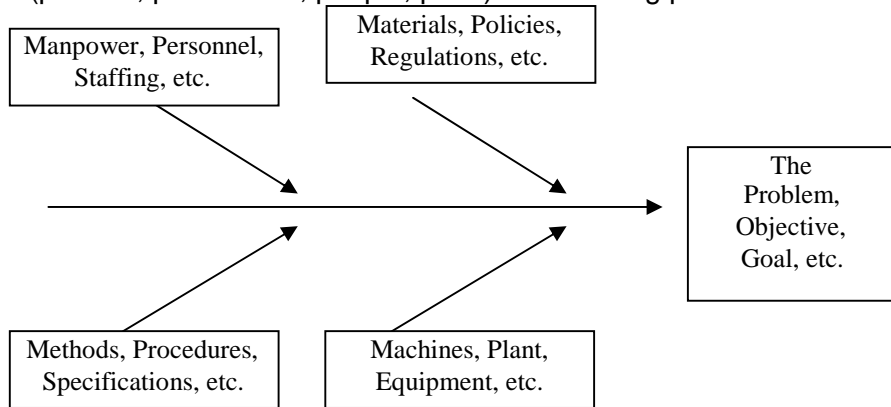 Manpower, Personnel,
Staffing, etc.
Materials, Policies,
Regulations, etc.
The
Problem,
Objective,
Goal, etc.
Methods, Procedures,
Specifications, etc.
Machines, Plant,
Equipment, etc.